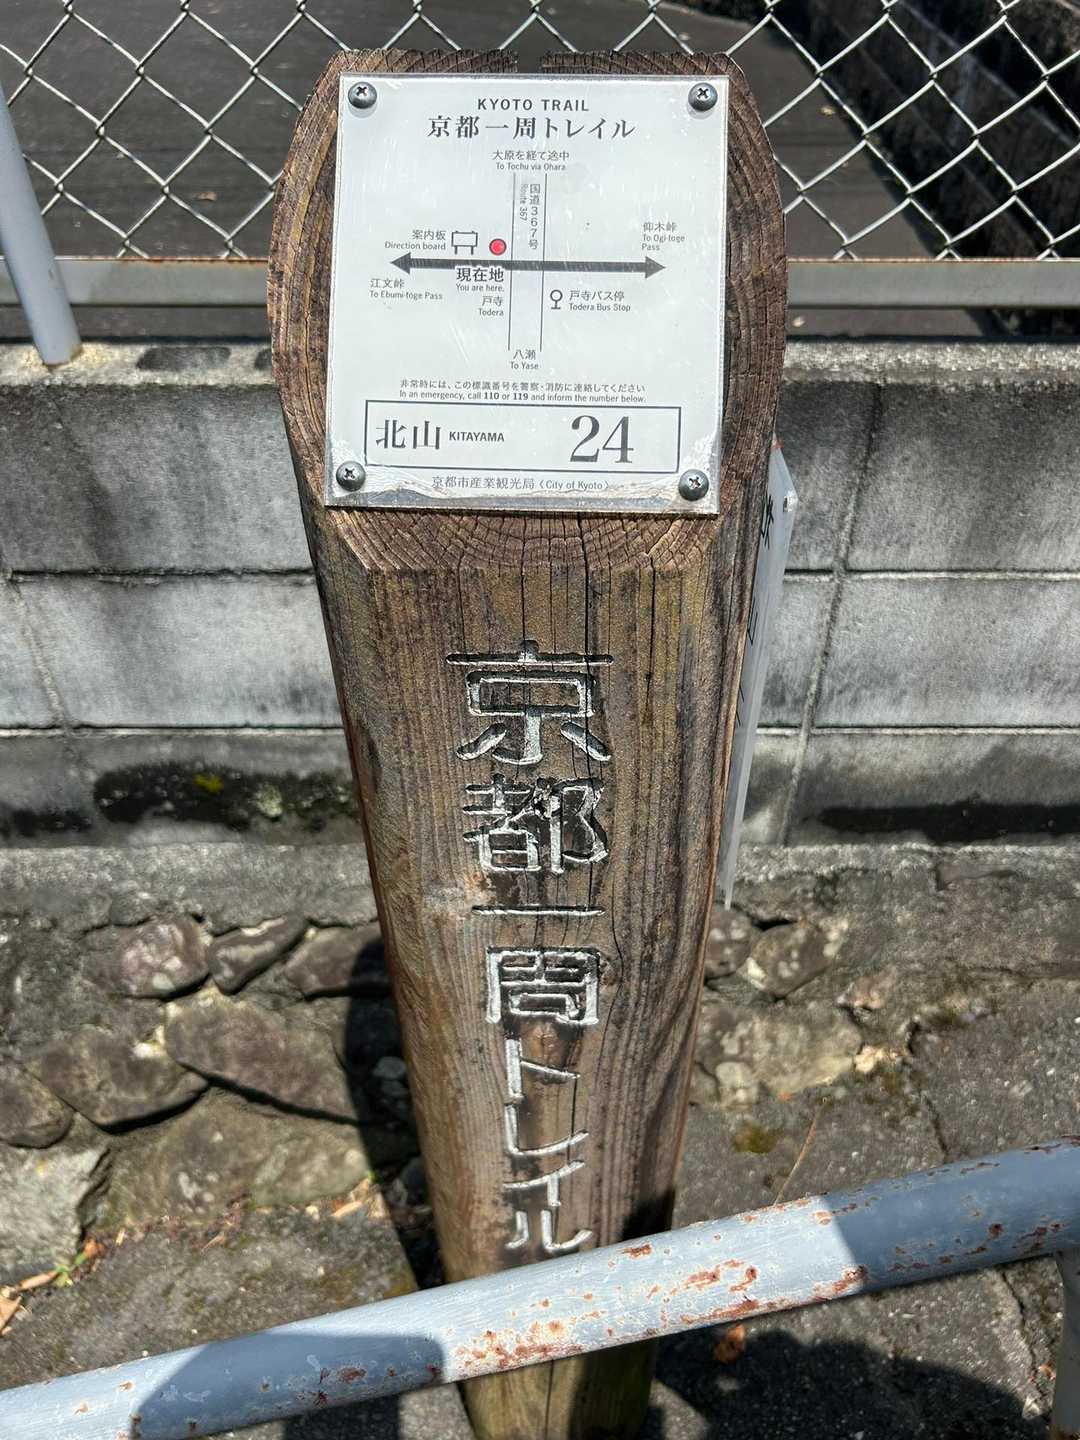 KYOTO TRAIL
京都一周トレイル
大原を経て途中
To Tochu via Ohara
国道367号
Route 367
案内板
Direction board
仰木峠
To Ogi-toge
Pass
現在地
You are here.
江文峠
To Ebumi-toge Pass
戸寺
Todera
戸寺バス停
Todera Bus Stop
八瀬
To Yase
非常時には、この標識番号を警察・消防に連絡してください
In an emergency, call 110 or 119 and inform the number below.
北山 KITAYAMA 24
京都市産業観光局〈City of Kyoto〉
京都一周トレイル